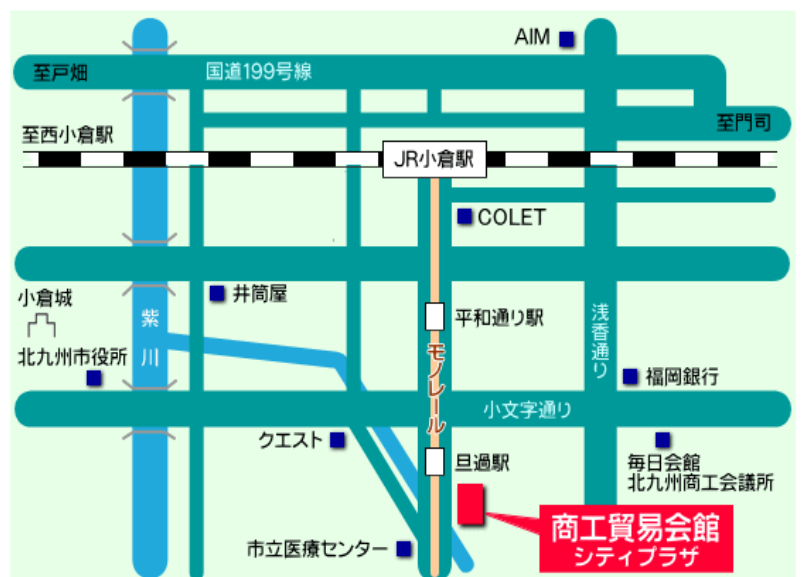 AIM
至戸畑
国道199号線
至門司
至西小倉駅
JR小倉駅
COLET
井筒屋
小倉城
紫川
平和通り駅
浅香通り
北九州市役所
モノレール
福岡銀行
小文字通り
クエスト
旦過駅
毎日会館
北九州商工会議所
商工貿易会館
シティプラザ
市立医療センター